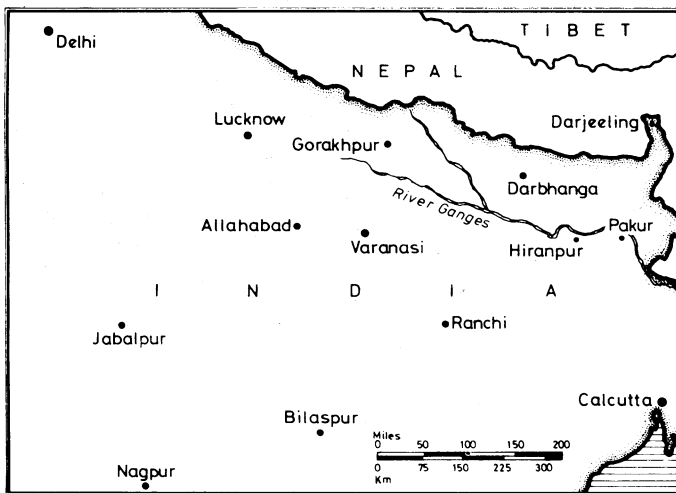 TIBET
Delhi
NEPAL
Lucknow
Darjeeling
Gorakhpur
Darbhanga
River Ganges
Allahabad
Varanasi
Hiranpur
Pakur
INDIA
Jabalpur
Ranchi
Calcutta
Bilaspur
Miles
0 50 100 150 200
0 75 150 225 300
Km
Nagpur